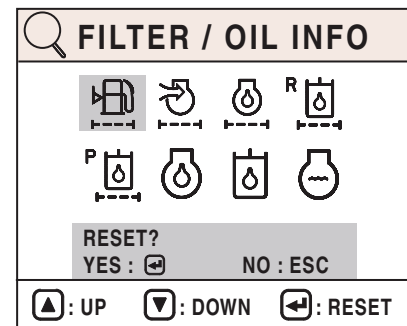 FILTER / OIL INFO
R
P
RESET?
YES : NO : ESC
: UP : DOWN : RESET